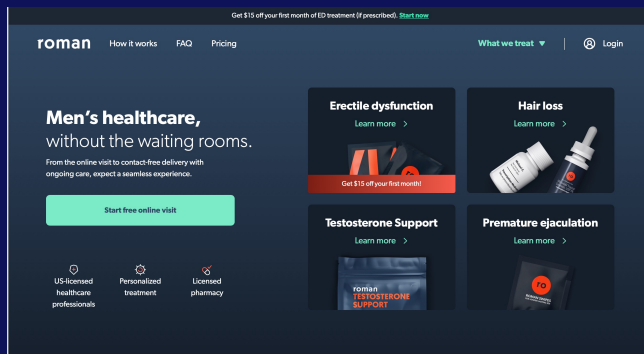 Get $15 off your first month of ED treatment (if prescribed). Start now
roman
How it works
FAQ
Pricing
What we treat
Login
Men's healthcare,
without the waiting rooms.
From the online visit to contact-free delivery with
ongoing care, expect a seamless experience.
Start free online visit
US-licensed
healthcare
professionals
Personalized
treatment
Licensed
pharmacy
Erectile dysfunction
Learn more
ro
Get $15 off your first month!
Hair loss
Learn more
Testosterone Support
Learn more
roman
TESTOSTERONE
SUPPORT
Premature ejaculation
Learn more
ro